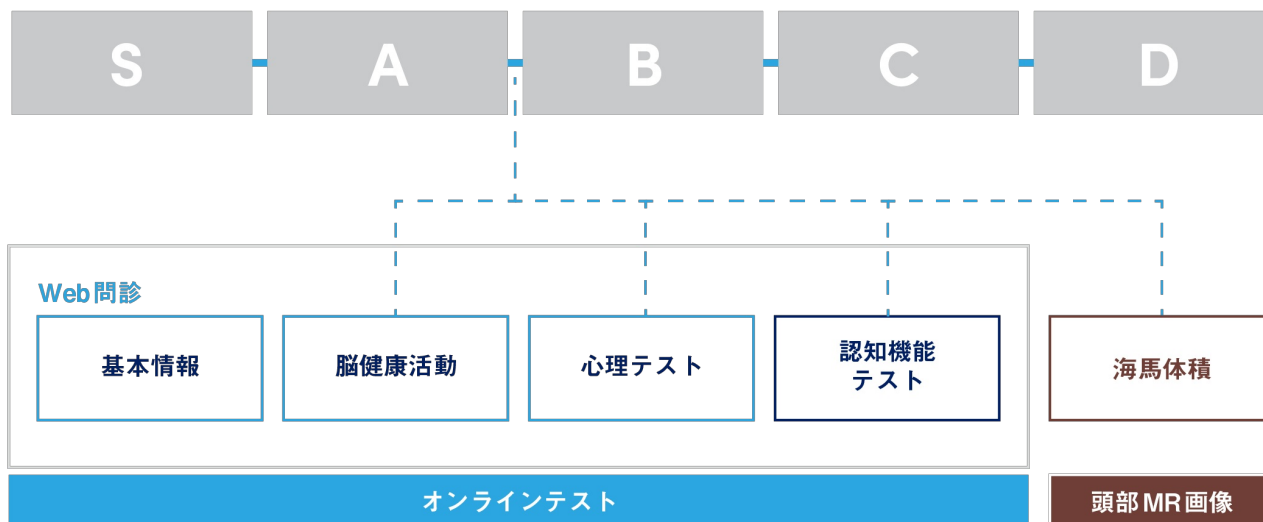 S
A
B
C
D
Web問診
基本情報
脳健康活動
心理テスト
認知機能
テスト
海馬体積
オンラインテスト
頭部MR画像